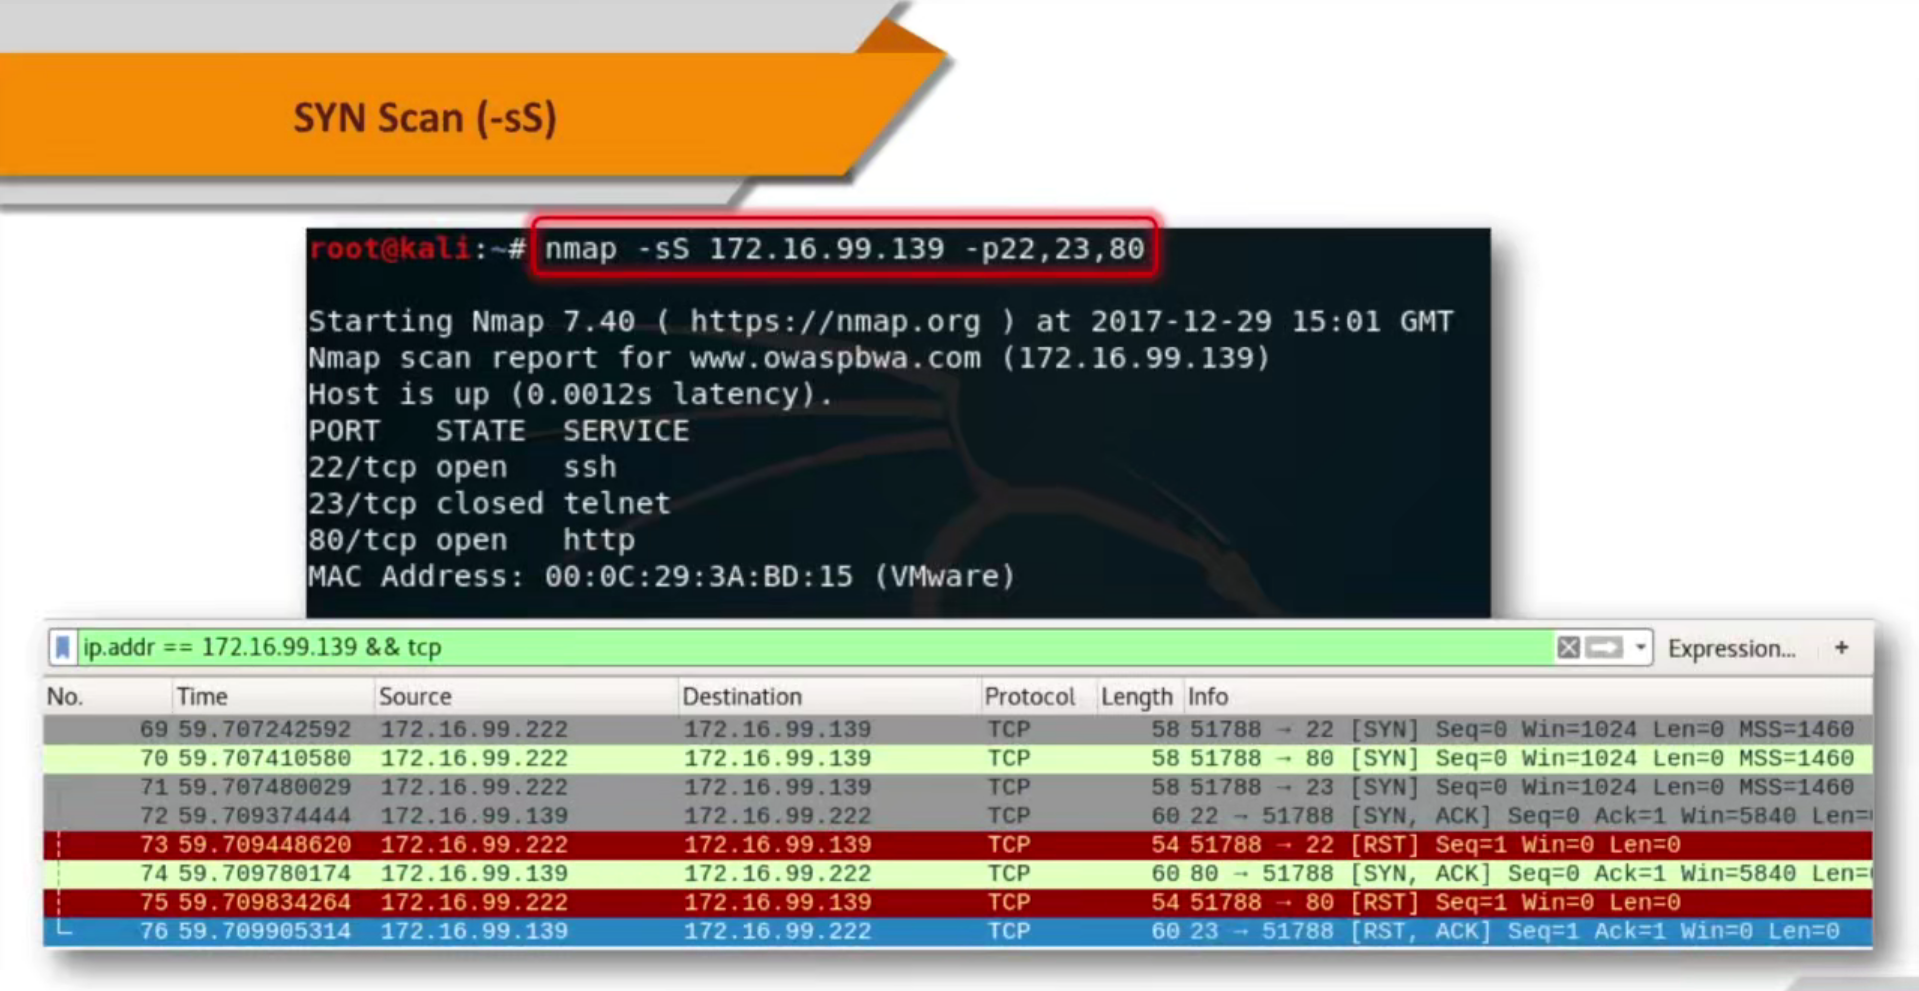 SYN Scan (-sS)
root@kali:~# nmap -sS 172.16.99.139 -p22,23,80
Starting Nmap 7.40 ( https://nmap.org ) at 2017-12-29 15:01 GMT
Nmap scan report for www.owaspbwa.com (172.16.99.139)
Host is up (0.0012s latency).
PORT STATE SERVICE
22/tcp open ssh
23/tcp closed telnet
80/tcp open http
MAC Address: 00:0C:29:3A:BD:15 (VMware)
ip.addr == 172.16.99.139 && tcp Expression... +
No. Time Source Destination Protocol Length Info
69 59.707242592 172.16.99.222 172.16.99.139 TCP 58 51788 → 22 [SYN] Seq=0 Win=1024 Len=0 MSS=1460
70 59.707410580 172.16.99.222 172.16.99.139 TCP 58 51788 → 80 [SYN] Seq=0 Win=1024 Len=0 MSS=1460
71 59.707480029 172.16.99.222 172.16.99.139 TCP 58 51788 → 23 [SYN] Seq=0 Win=1024 Len=0 MSS=1460
72 59.709374444 172.16.99.139 172.16.99.222 TCP 60 22 → 51788 [SYN, ACK] Seq=0 Ack=1 Win=5840 Len=
73 59.709448620 172.16.99.222 172.16.99.139 TCP 54 51788 → 22 [RST] Seq=1 Win=0 Len=0
74 59.709780174 172.16.99.139 172.16.99.222 TCP 60 80 → 51788 [SYN, ACK] Seq=0 Ack=1 Win=5840 Len=
75 59.709834264 172.16.99.222 172.16.99.139 TCP 54 51788 → 80 [RST] Seq=1 Win=0 Len=0
76 59.709905314 172.16.99.139 172.16.99.222 TCP 60 23 → 51788 [RST, ACK] Seq=1 Ack=1 Win=0 Len=0